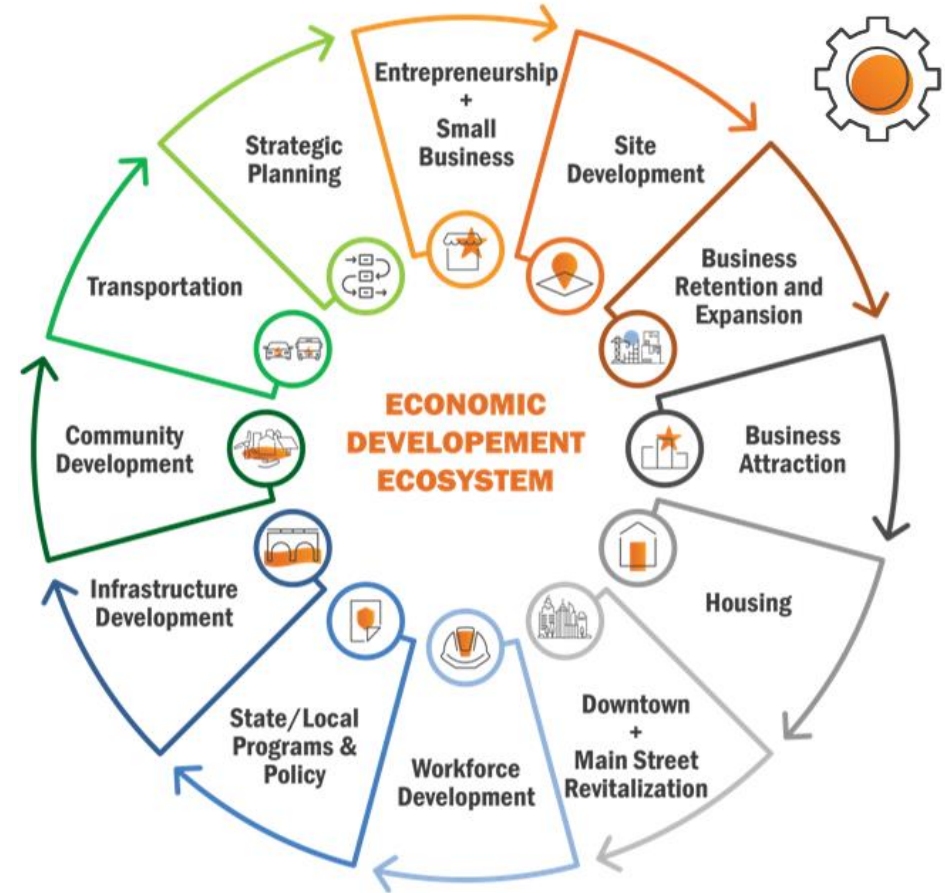 Entrepreneurship
+
Small
Business
Site
Development
Business
Retention and
Expansion
Business
Attraction
Housing
Downtown
+
Main Street
Revitalization
Workforce
Development
State/Local
Programs &
Policy
Infrastructure
Development
Community
Development
Transportation
Strategic
Planning
ECONOMIC
DEVELOPEMENT
ECOSYSTEM